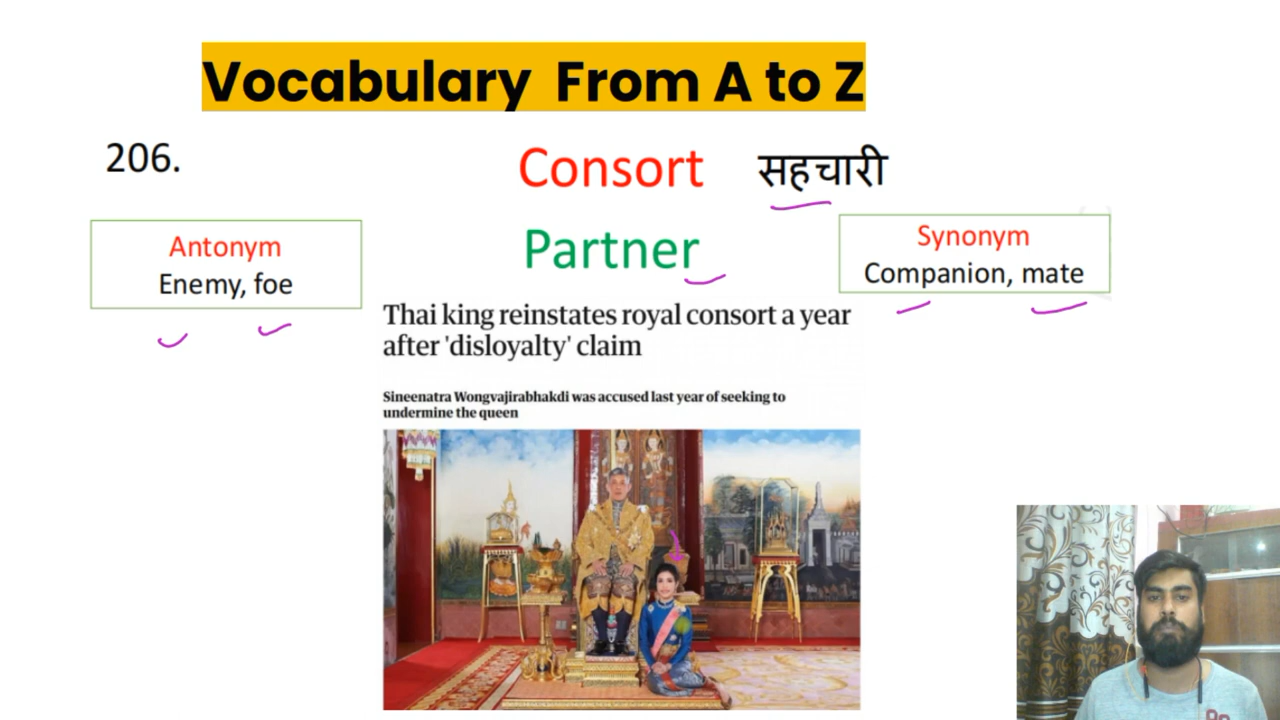 Vocabulary From A to Z
206.
Consort सहचारी
Partner
Antonym
Enemy, foe
Synonym
Companion, mate
Thai king reinstates royal consort a year
after 'disloyalty' claim
Sineenatra Wongvajirabhakdi was accused last year of seeking to
undermine the queen